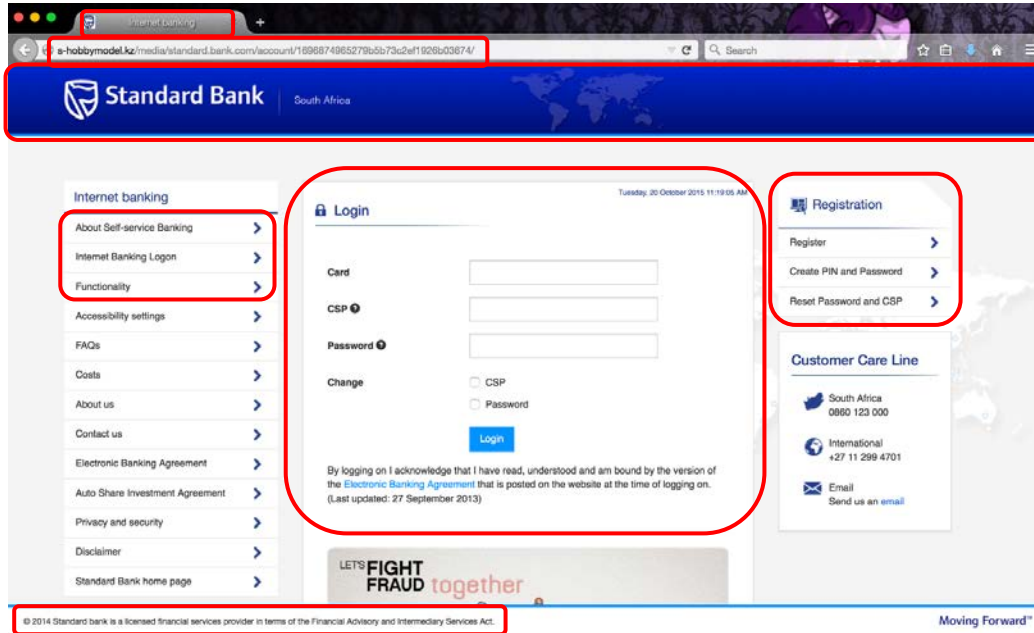 Internet banking
s-hobbymodel.kz/media/standard.bank.com/account/1698874965279b5b73c2ef1926b03674/
Search
Standard Bank
South Africa
Internet banking
About Self-service Banking
Internet Banking Logon
Functionality
Accessibility settings
FAQs
Costs
About us
Contact us
Electronic Banking Agreement
Auto Share Investment Agreement
Privacy and security
Disclaimer
Standard Bank home page
Tuesday, 20 October 2015 11:19:05 AM
Login
Card
CSP
Password
Change
CSP
Password
Login
By logging on I acknowledge that I have read, understood and am bound by the version of
the Electronic Banking Agreement that is posted on the website at the time of logging on.
(Last updated: 27 September 2013)
LET'S FIGHT
FRAUD together
Registration
Register
Create PIN and Password
Reset Password and CSP
Customer Care Line
South Africa
0860 123 000
International
+27 11 299 4701
Email
Send us an email
© 2014 Standard bank is a licensed financial services provider in terms of the Financial Advisory and Intermediary Services Act.
Moving Forward™